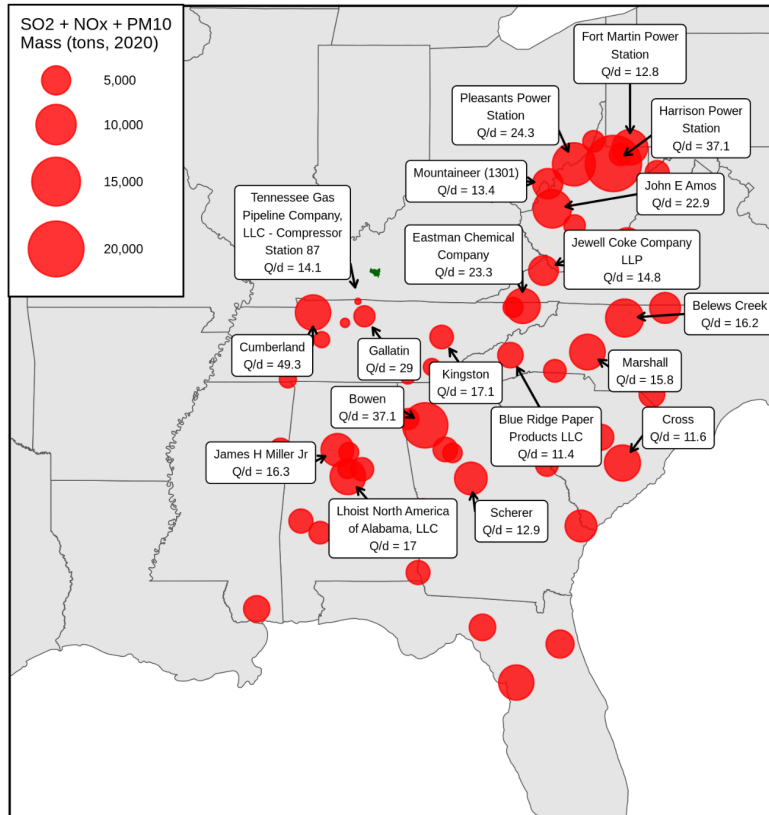 SO2 + NOx + PM10
Mass (tons, 2020)
5,000
10,000
15,000
20,000
Fort Martin Power
Station
Q/d = 12.8
Pleasants Power
Station
Q/d = 24.3
Harrison Power
Station
Q/d = 37.1
Mountaineer (1301)
Q/d = 13.4
John E Amos
Q/d = 22.9
Tennessee Gas
Pipeline Company,
LLC - Compressor
Station 87
Q/d = 14.1
Eastman Chemical
Company
Q/d = 23.3
Jewell Coke Company
LLP
Q/d = 14.8
Belews Creek
Q/d = 16.2
Cumberland
Q/d = 49.3
Gallatin
Q/d = 29
Kingston
Q/d = 17.1
Marshall
Q/d = 15.8
Bowen
Q/d = 37.1
Blue Ridge Paper
Products LLC
Q/d = 11.4
Cross
Q/d = 11.6
James H Miller Jr
Q/d = 16.3
Lhoist North America
of Alabama, LLC
Q/d = 17
Scherer
Q/d = 12.9